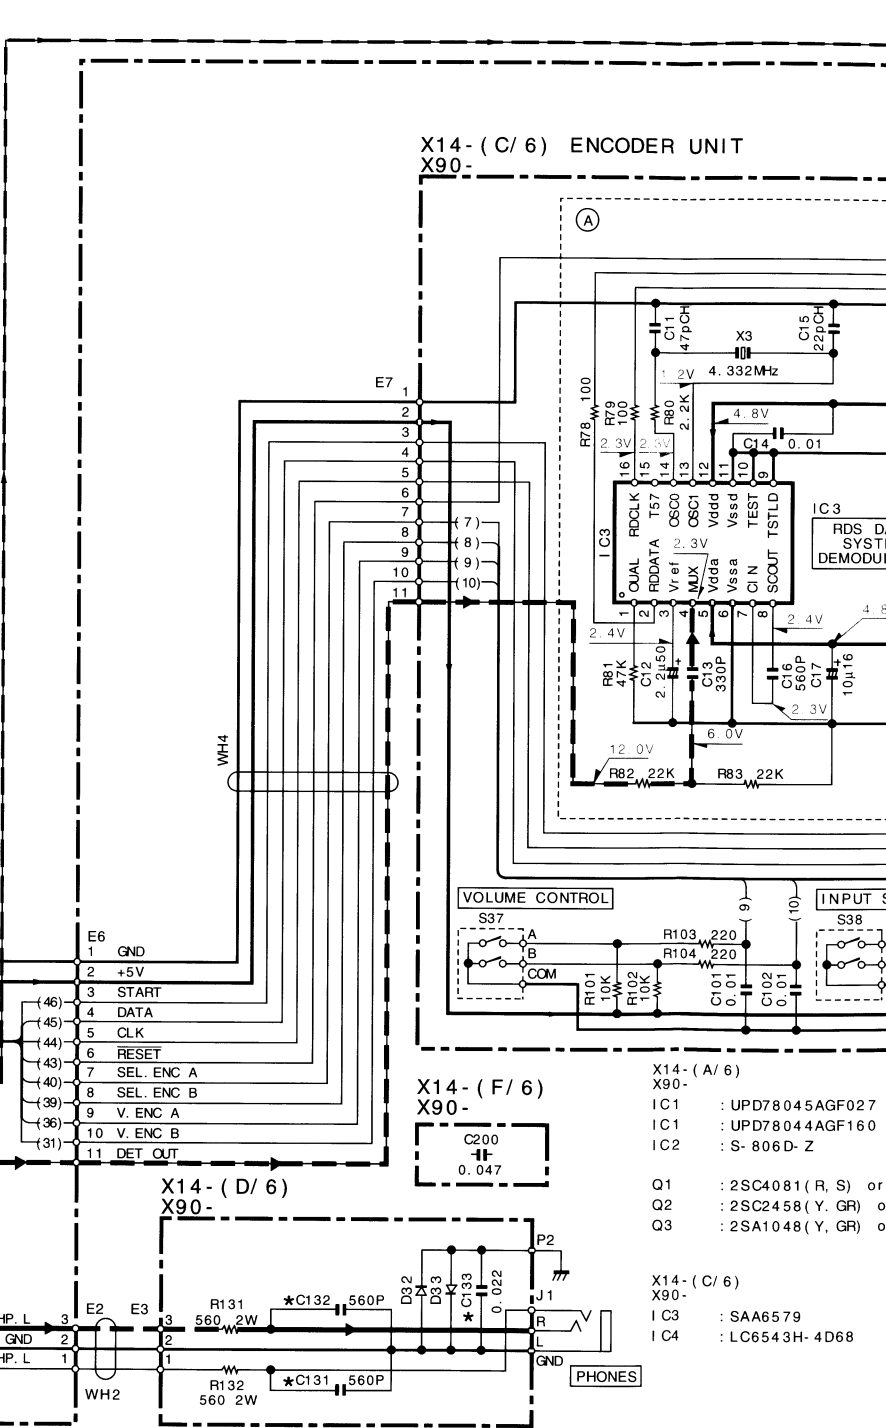 X14-(C/6) ENCODER UNIT
X90-
A
C11
47pCH
C15
22pCH
X3
4.332MHz
E7
1
2
3
4
5
6
7
8
9
10
11
(7)
(8)
(9)
(10)
R78 100
R79 100
R80 2.2K
2.3V
4.8V
C14 0.01
16 15 14 13 12 11 10 9
RDCLK
T57
OSC0
OSC1
Vddd
Vssd
TEST
TSTLD
IC3
IC3
2.3V
QUAL
RDDATA
Vref
MUX
Vdda
Vssa
CIN
SCOUT
1 2 3 4 5 6 7 8
2.4V
2.4V
R81 47K
C12 2.2µ50
C13 330P
C16 560P
C17 10µ16
2.3V
6.0V
12.0V
R82 22K
R83 22K
WH4
VOLUME CONTROL
S37
A
B
COM
R103 220
R104 220
R101 10K
R102 10K
C101 0.01
C102 0.01
(9)
(10)
INPUT
S38
E6
1 GND
2 +5V
3 START
4 DATA
5 CLK
6 RESET
7 SEL. ENC A
8 SEL. ENC B
9 V. ENC A
10 V. ENC B
11 DET OUT
(46)
(45)
(44)
(43)
(40)
(39)
(36)
(31)
X14-(F/6)
X90-
C200
0.047
X14-(A/6)
X90-
IC1 : UPD78045AGF027
IC1 : UPD78044AGF160
IC2 : S-806D-Z
Q1 : 2SC4081(R, S) or
Q2 : 2SC2458(Y. GR)
Q3 : 2SA1048(Y, GR)
X14-(C/6)
X90-
IC3 : SAA6579
IC4 : LC6543H-4D68
X14-(D/6)
X90-
HP. L 3
GND 2
HP. L 1
E2
E3
WH2
3
2
1
R131
560 2W
R132
560 2W
*C132 560P
*C131 560P
D32
D33
*C133
0.022
P2
J1
R
L
GND
PHONES